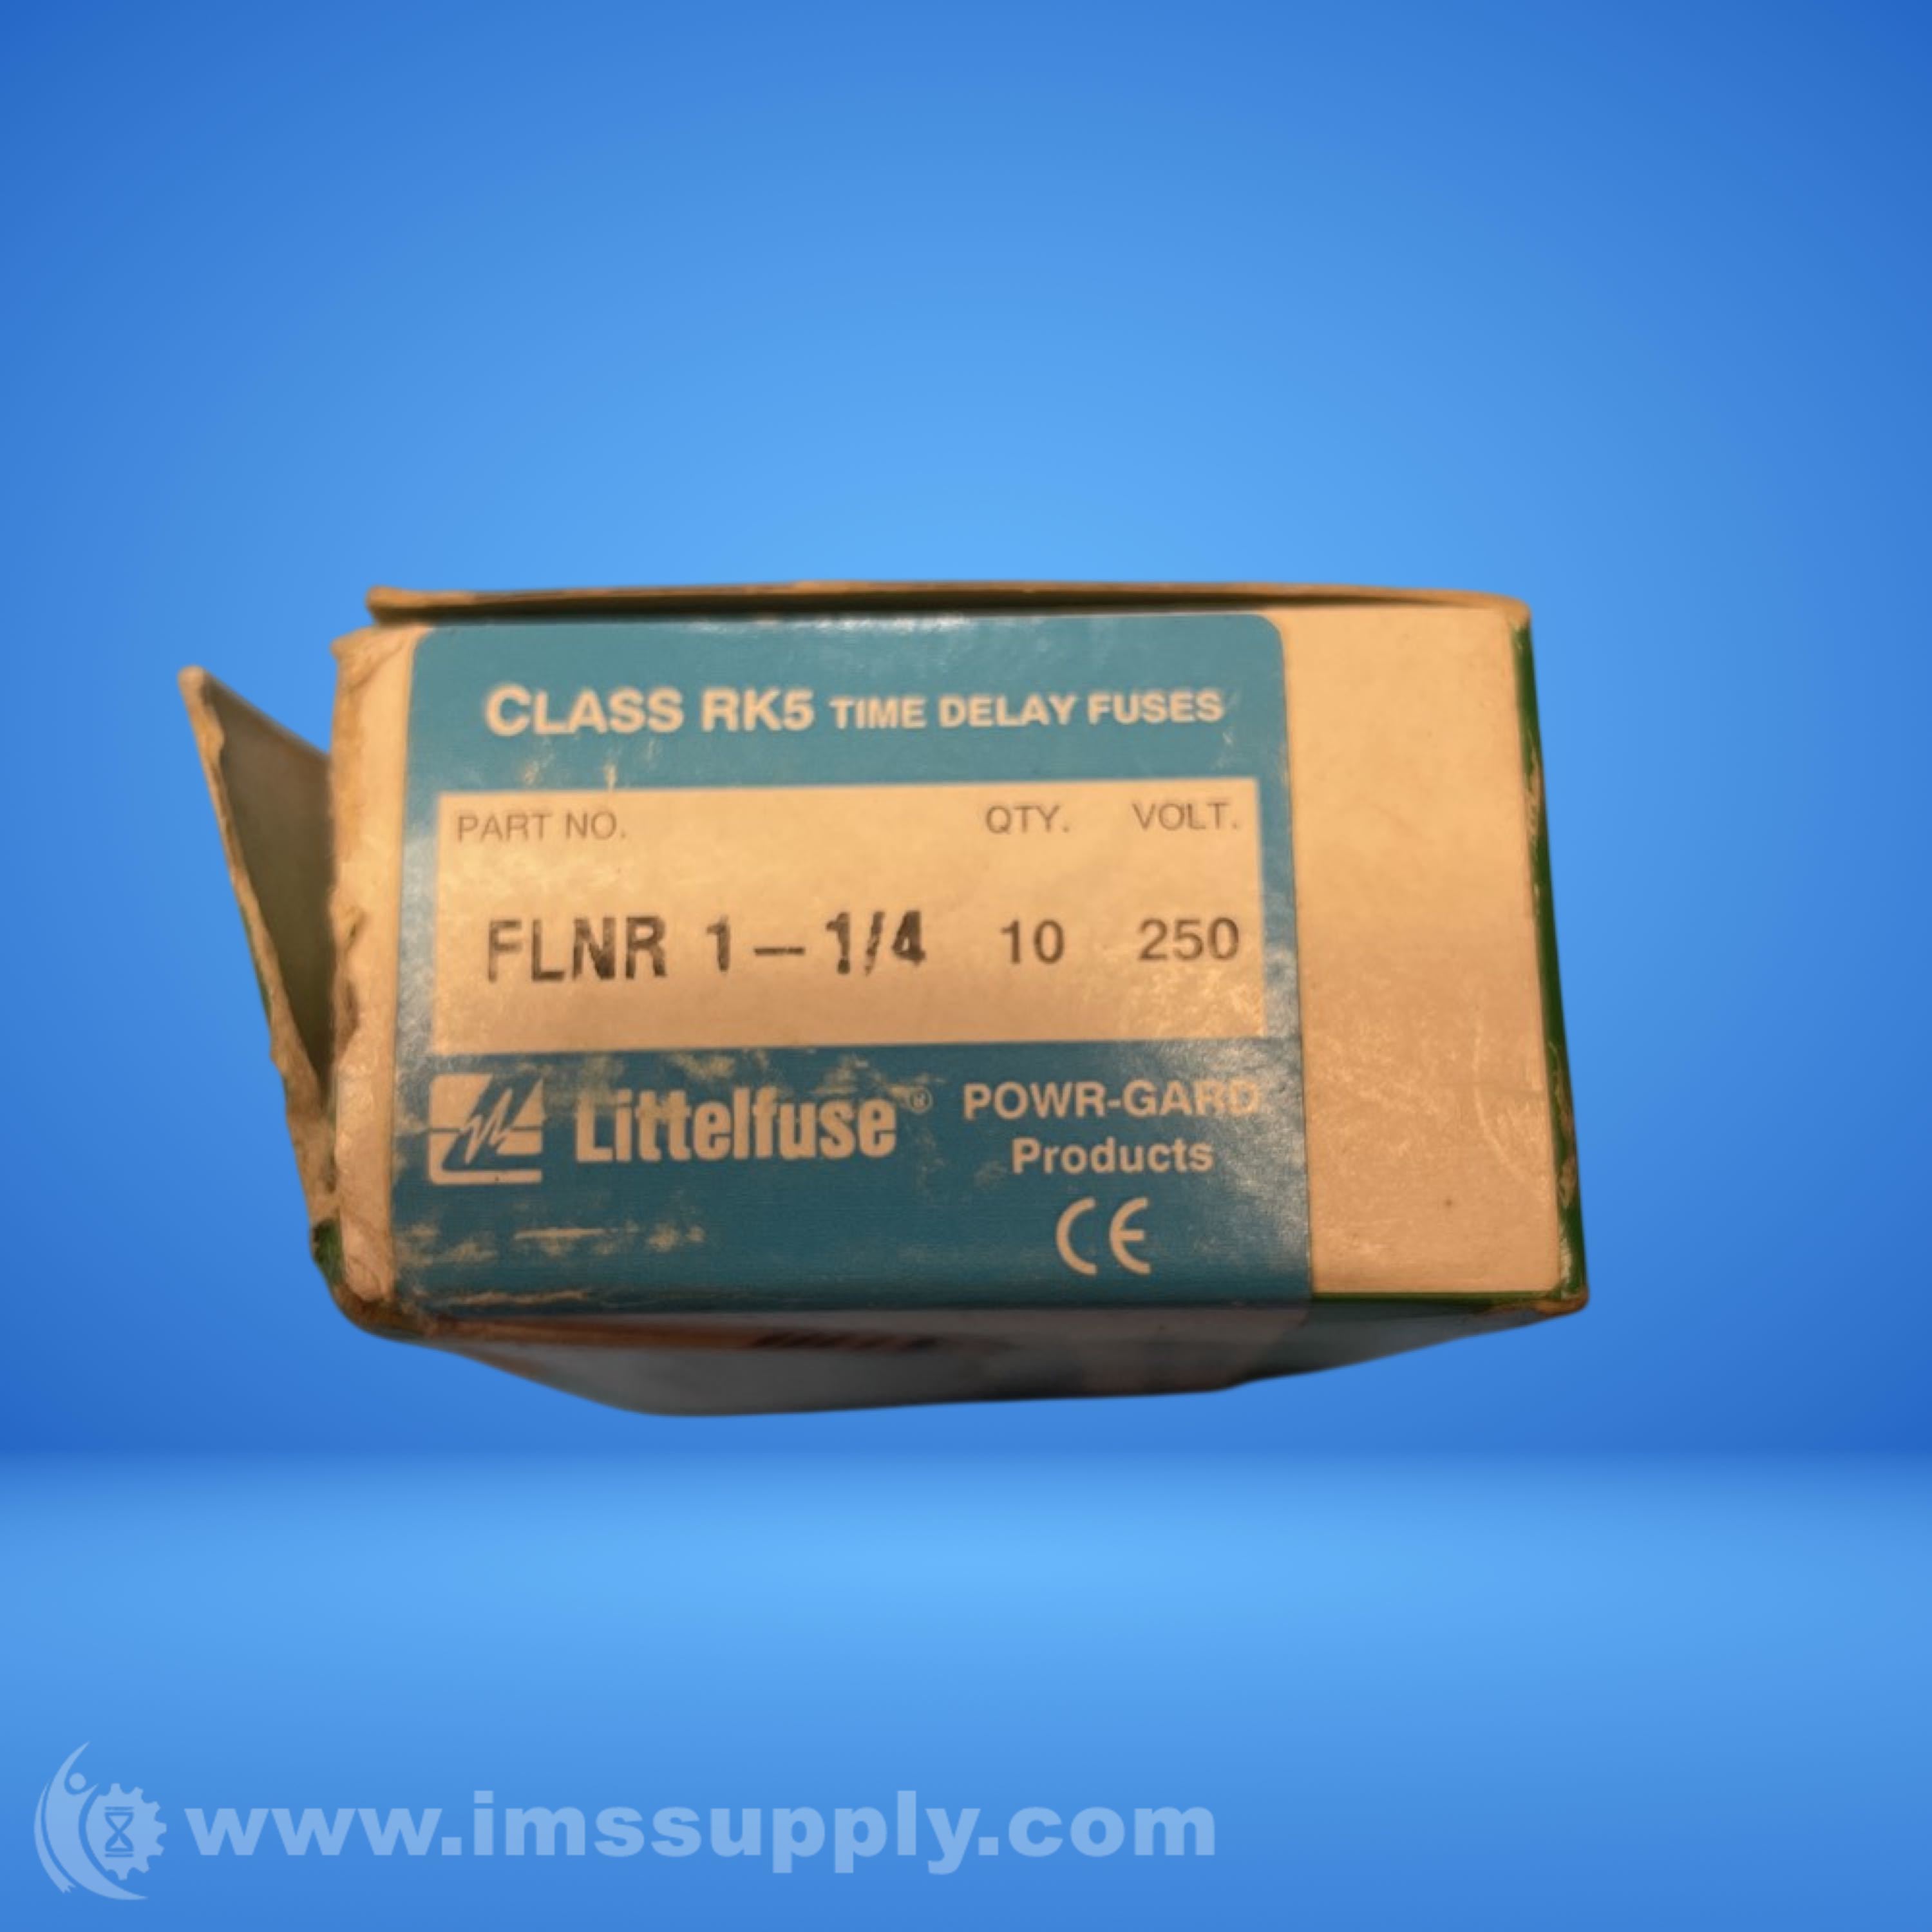 CLASS RK5 TIME DELAY FUSES
PART NO. QTY. VOLT.
FLNR 1-1/4 10 250
Littelfuse® POWR-GARD
Products
CE
www.imssupply.com